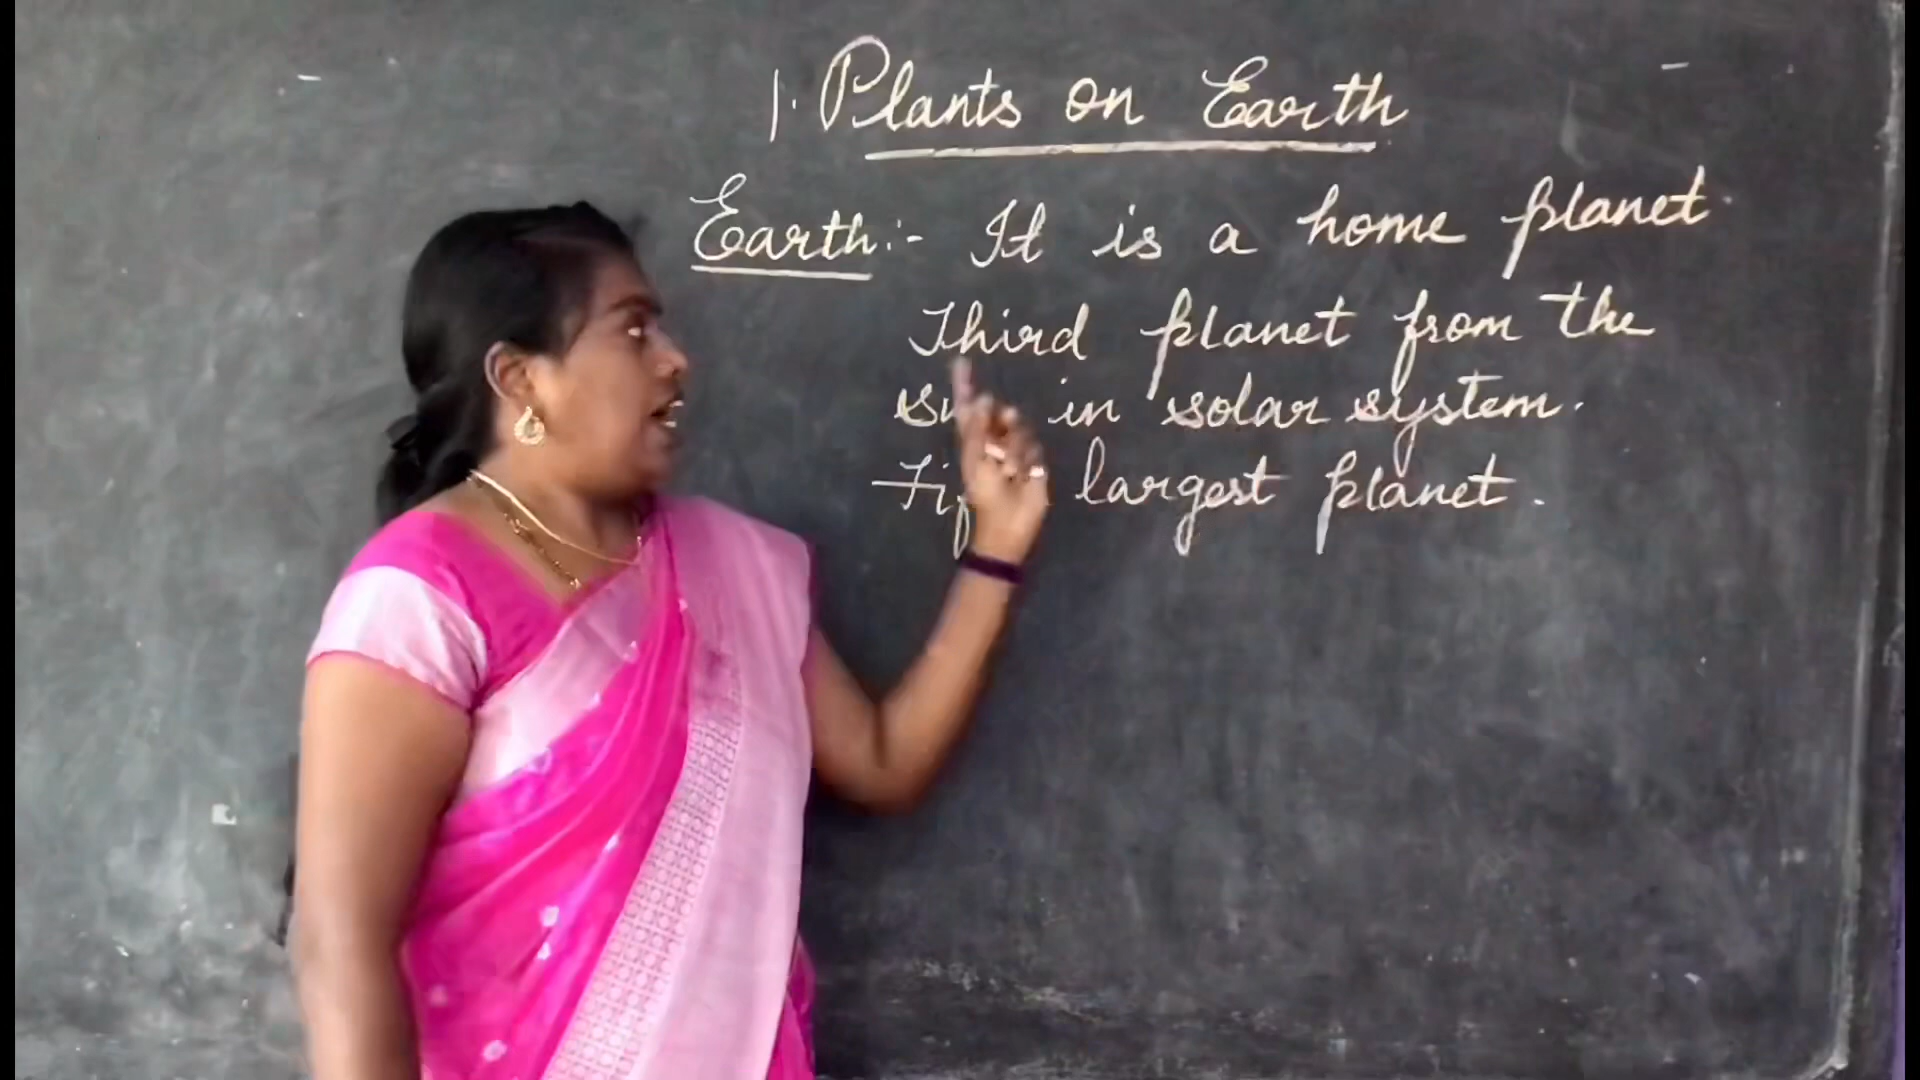 1. Plants on Earth
Earth:- It is a home planet.
Third planet from the
in solar system.
largest planet.